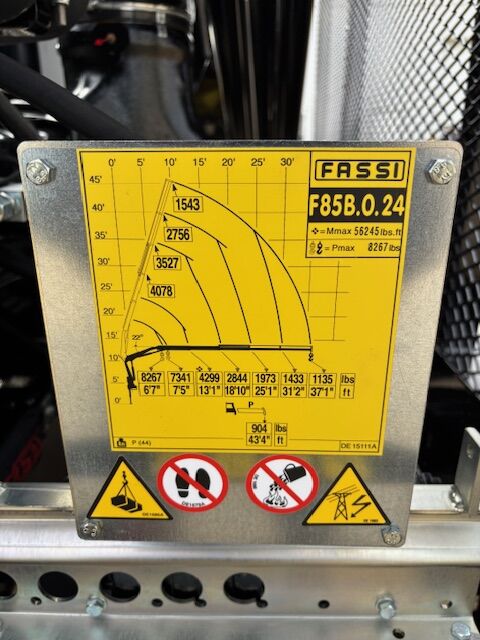 FASSI
F85B.0.24
=Mmax 56245 lbs.ft
=Pmax 8267 lbs
0' 5' 10' 15' 20' 25' 30'
45'
40'
35'
30'
25'
20'
15'
10'
5'
0'
1543
2756
3527
4078
22°
8267 7341 4299 2844 1973 1433 1135 lbs
6'7" 7'5" 13'1" 18'10" 25'1" 31'2" 37'1" ft
P
904 lbs
43'4" ft
P (44)
DE15111A
FASSI